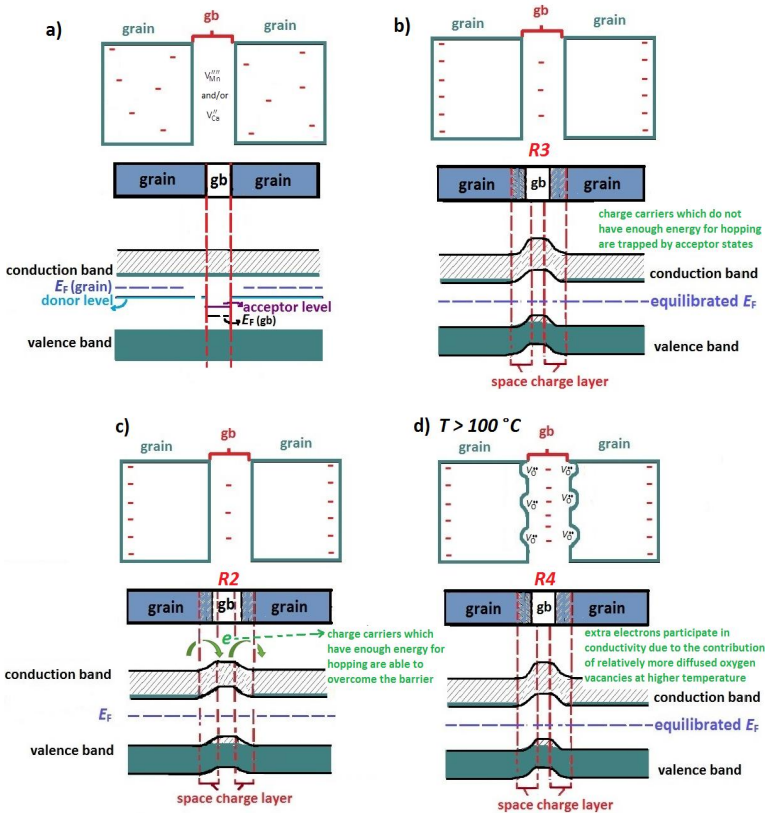 a)
gb
grain
grain
V''''Mn
and/or
V''Ca
grain
gb
grain
conduction band
EF (grain)
donor level
acceptor level
EF (gb)
valence band
b)
gb
grain
grain
R3
grain
gb
grain
charge carriers which do not
have enough energy for hopping
are trapped by acceptor states
conduction band
equilibrated EF
valence band
space charge layer
c)
gb
grain
grain
R2
grain
gb
grain
e-
charge carriers which
have enough energy for
hopping are able to
overcome the barrier
conduction band
EF
valence band
space charge layer
d) T > 100 °C
gb
grain
grain
VO•• VO••
VO•• VO••
VO•• VO••
R4
grain
gb
grain
extra electrons participate in
conductivity due to the contribution
of relatively more diffused oxygen
vacancies at higher temperature
conduction band
equilibrated EF
valence band
space charge layer